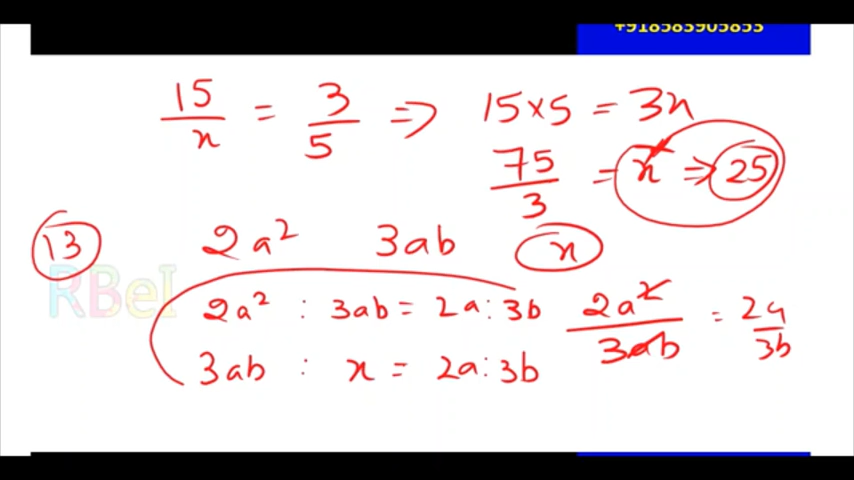 +918583905853
15/x = 3/5 ⇒ 15×5 = 3x
75/3 = x ⇒ 25
13 2a² 3ab x
RBeI
2a² : 3ab = 2a : 3b 2a²/3ab = 2a/3b
3ab : x = 2a : 3b